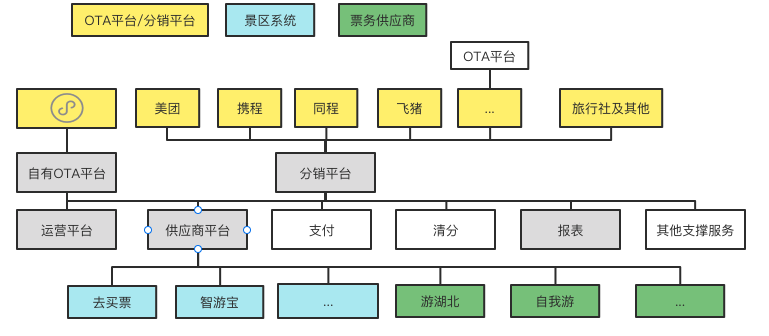 OTA平台/分销平台
景区系统
票务供应商
OTA平台
美团
携程
同程
飞猪
...
旅行社及其他
自有OTA平台
分销平台
运营平台
供应商平台
支付
清分
报表
其他支撑服务
去买票
智游宝
...
游湖北
自我游
...